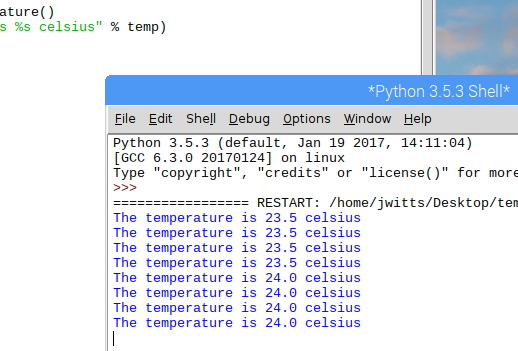 ature()
s %s celsius" % temp)
*Python 3.5.3 Shell*
File Edit Shell Debug Options Window Help
Python 3.5.3 (default, Jan 19 2017, 14:11:04)
[GCC 6.3.0 20170124] on linux
Type "copyright", "credits" or "license()" for more
>>>
================= RESTART: /home/jwitts/Desktop/tem
The temperature is 23.5 celsius
The temperature is 23.5 celsius
The temperature is 23.5 celsius
The temperature is 23.5 celsius
The temperature is 24.0 celsius
The temperature is 24.0 celsius
The temperature is 24.0 celsius
The temperature is 24.0 celsius